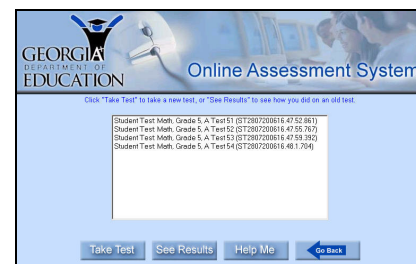 GEORGIA
DEPARTMENT OF
EDUCATION
Online Assessment System
Click "Take Test" to take a new test, or "See Results" to see how you did on an old test.
Student Test Math, Grade 5, A Test 51 (ST2807200616.47.52.861)
Student Test Math, Grade 5, A Test 52 (ST2807200616.47.55.767)
Student Test Math, Grade 5, A Test 53 (ST2807200616.47.59.392)
Student Test Math, Grade 5, A Test 54 (ST2807200616.48.1.704)
Take Test See Results Help Me Go Back